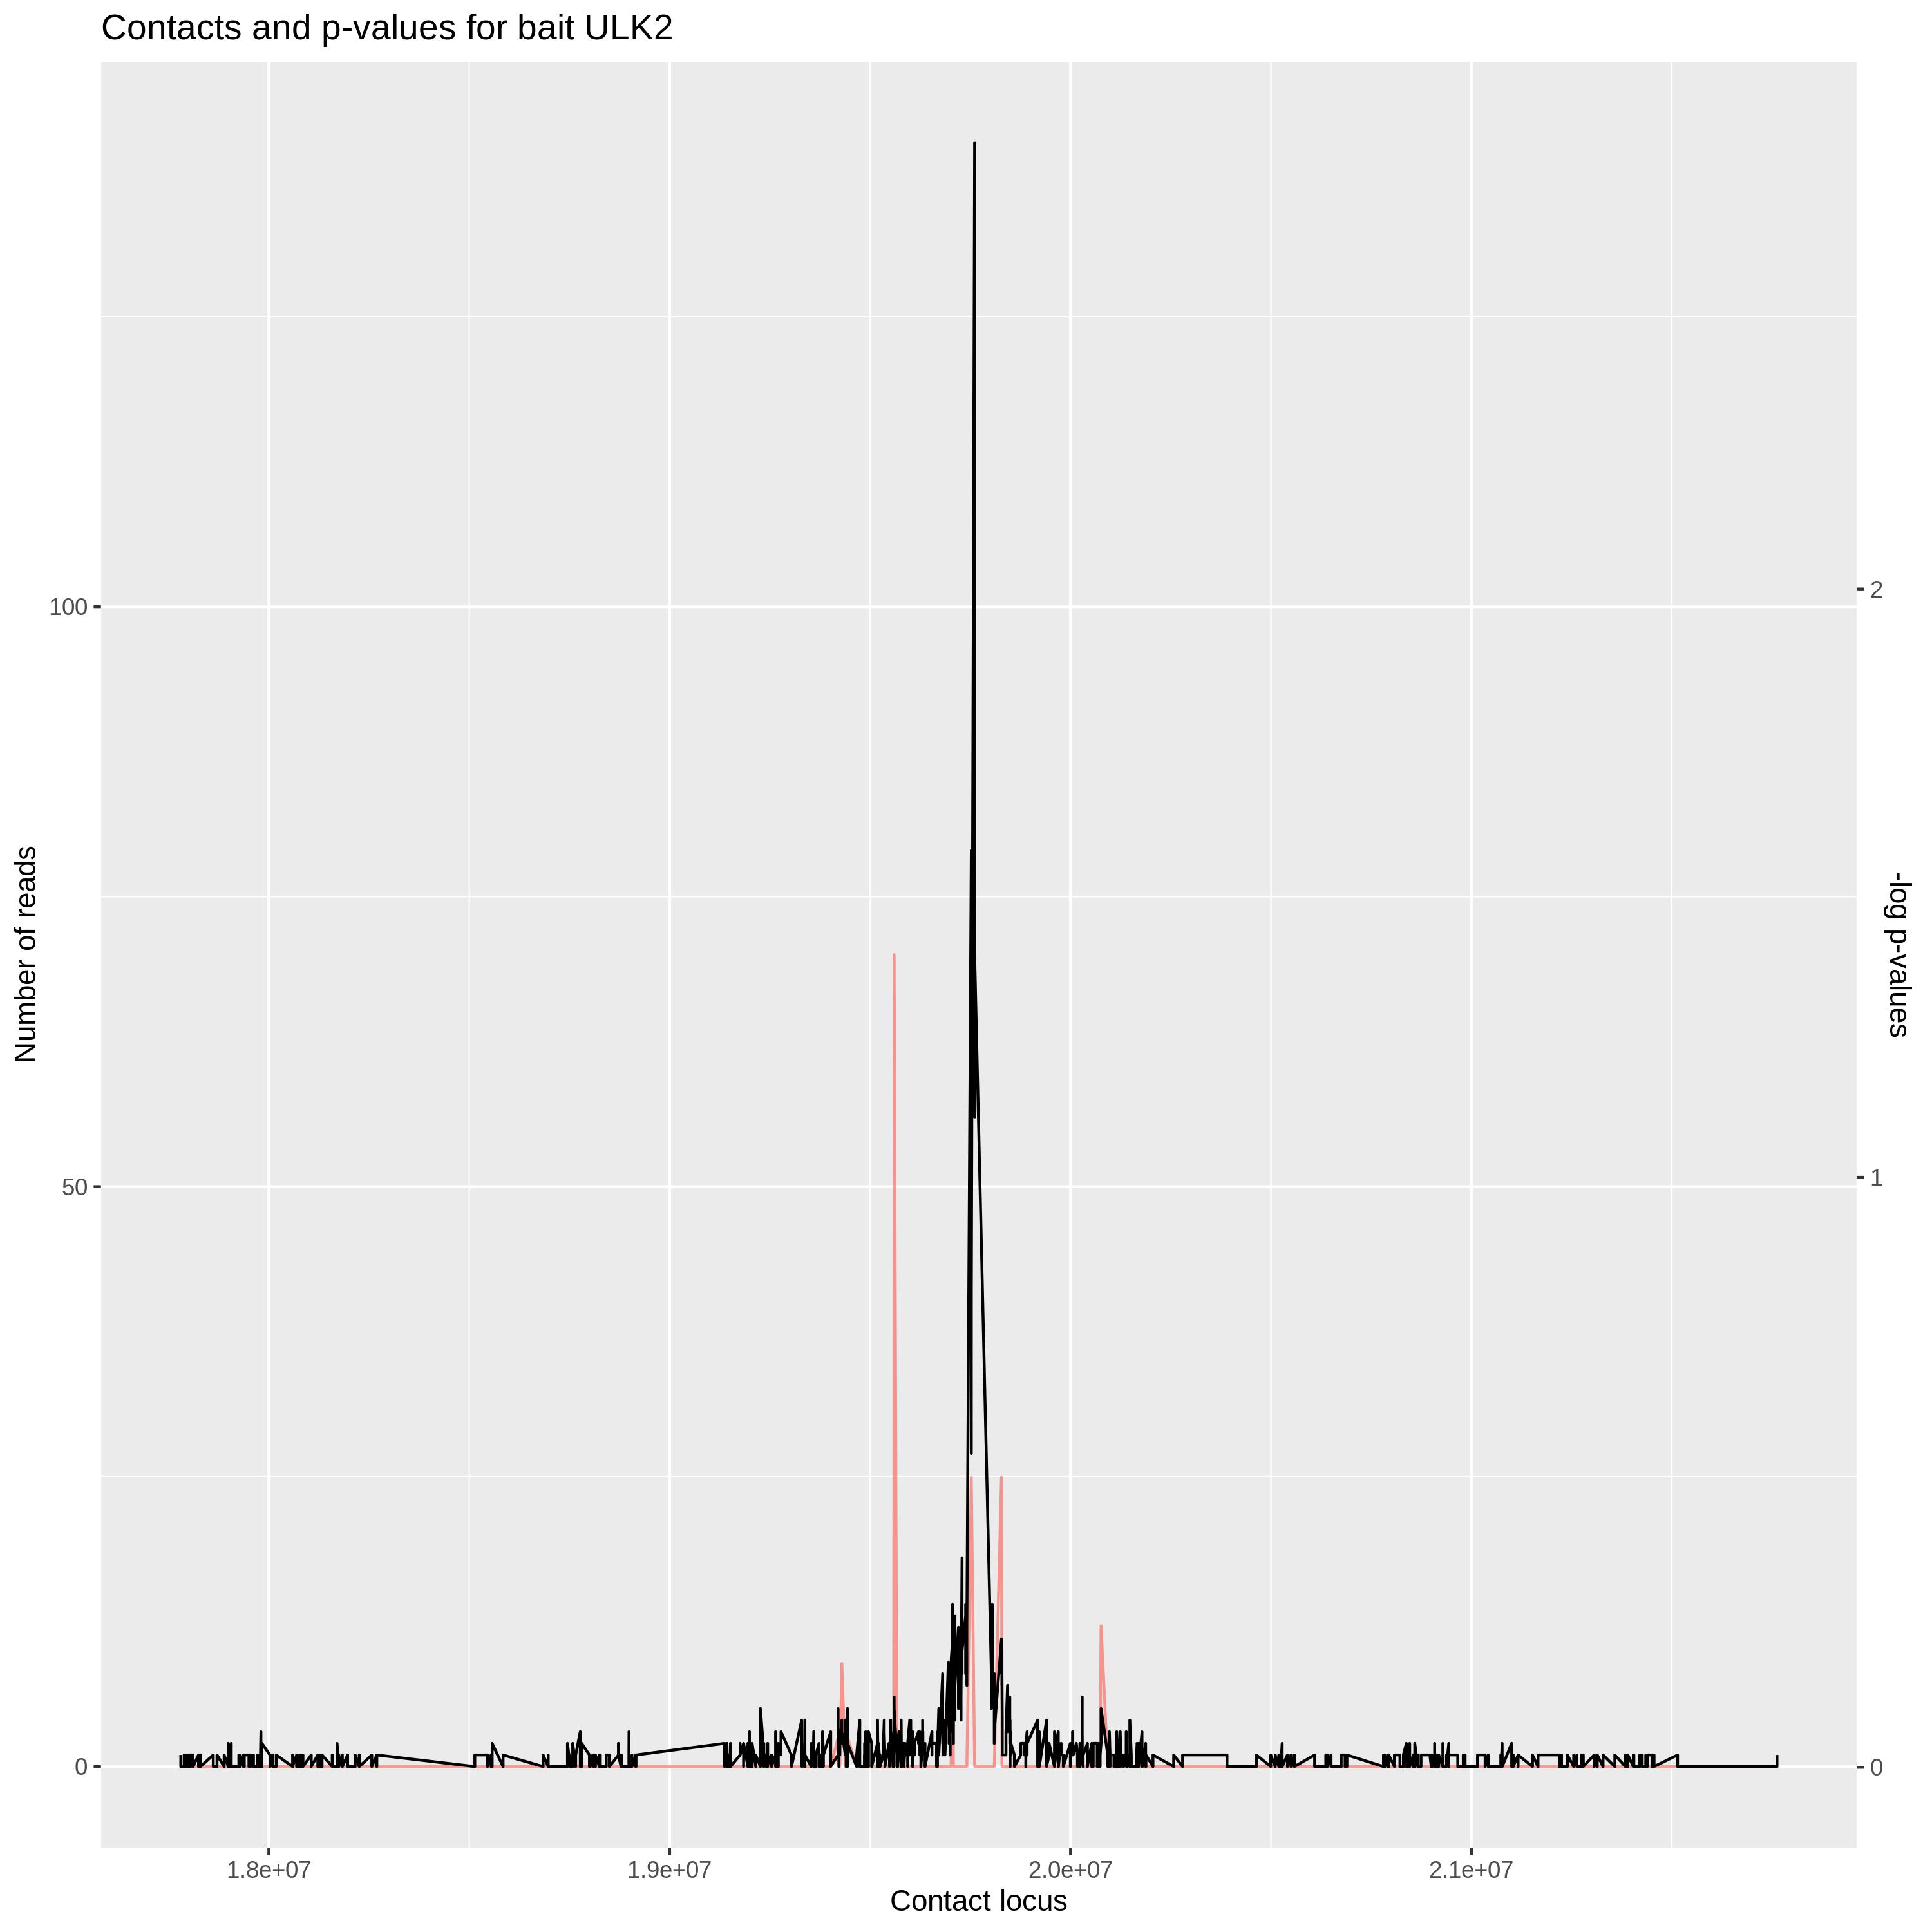 Contacts and p-values for bait ULK2
Number of reads
100
50
0
2
1
0
-log p-values
1.8e+07
1.9e+07
2.0e+07
2.1e+07
Contact locus